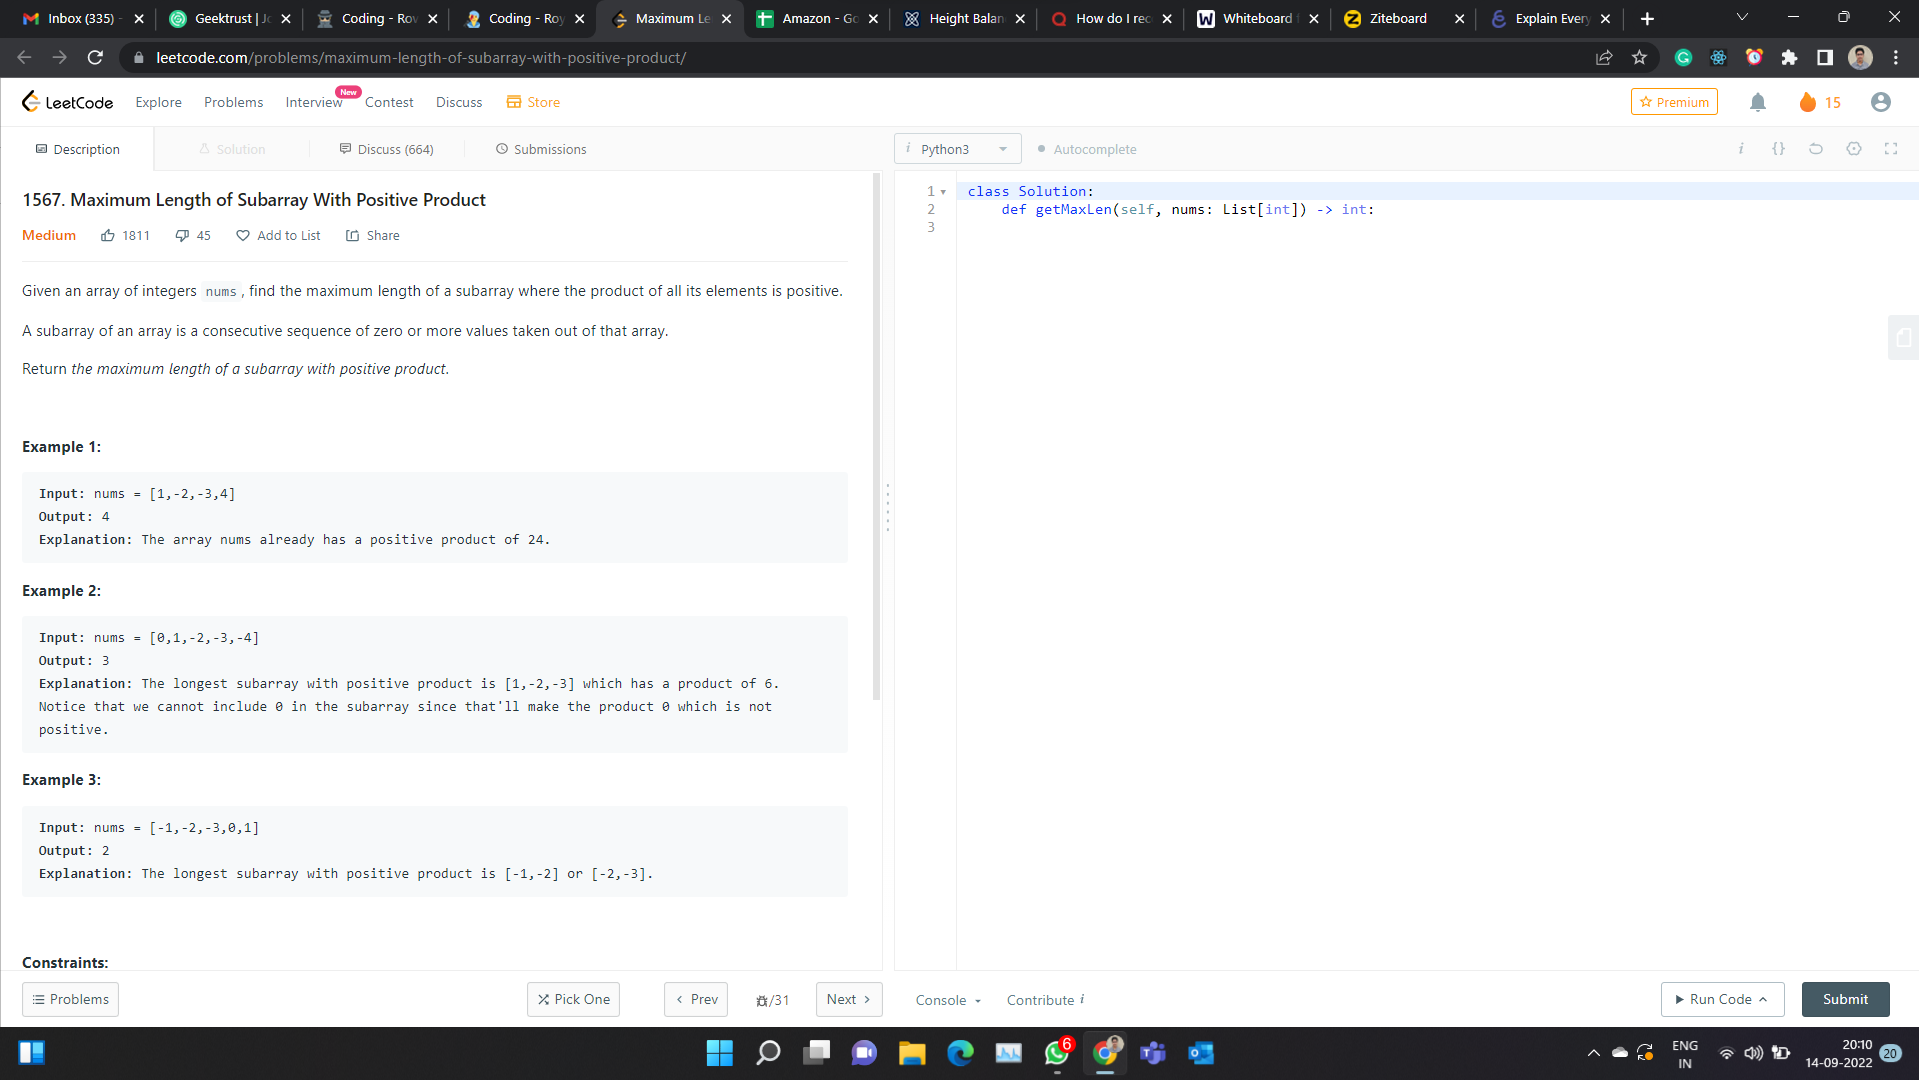 Inbox (335) -
Geektrust | Jo
Coding - Rov
Coding - Roy
Maximum Le
Amazon - Go
Height Balan
How do I rec
Whiteboard f
Ziteboard
Explain Every
leetcode.com/problems/maximum-length-of-subarray-with-positive-product/
LeetCode
Explore
Problems
Interview
New
Contest
Discuss
Store
Premium
15
Description
Solution
Discuss (664)
Submissions
i Python3
Autocomplete
i
{}
1567. Maximum Length of Subarray With Positive Product
Medium
1811
45
Add to List
Share
Given an array of integers nums, find the maximum length of a subarray where the product of all its elements is positive.
A subarray of an array is a consecutive sequence of zero or more values taken out of that array.
Return the maximum length of a subarray with positive product.
Example 1:
Input: nums = [1,-2,-3,4]
Output: 4
Explanation: The array nums already has a positive product of 24.
Example 2:
Input: nums = [0,1,-2,-3,-4]
Output: 3
Explanation: The longest subarray with positive product is [1,-2,-3] which has a product of 6.
Notice that we cannot include 0 in the subarray since that'll make the product 0 which is not
positive.
Example 3:
Input: nums = [-1,-2,-3,0,1]
Output: 2
Explanation: The longest subarray with positive product is [-1,-2] or [-2,-3].
Constraints:
1 class Solution:
2 def getMaxLen(self, nums: List[int]) -> int:
3
Problems
Pick One
Prev
/31
Next
Console
Contribute i
Run Code
Submit
6
ENG
IN
20:10
14-09-2022
20